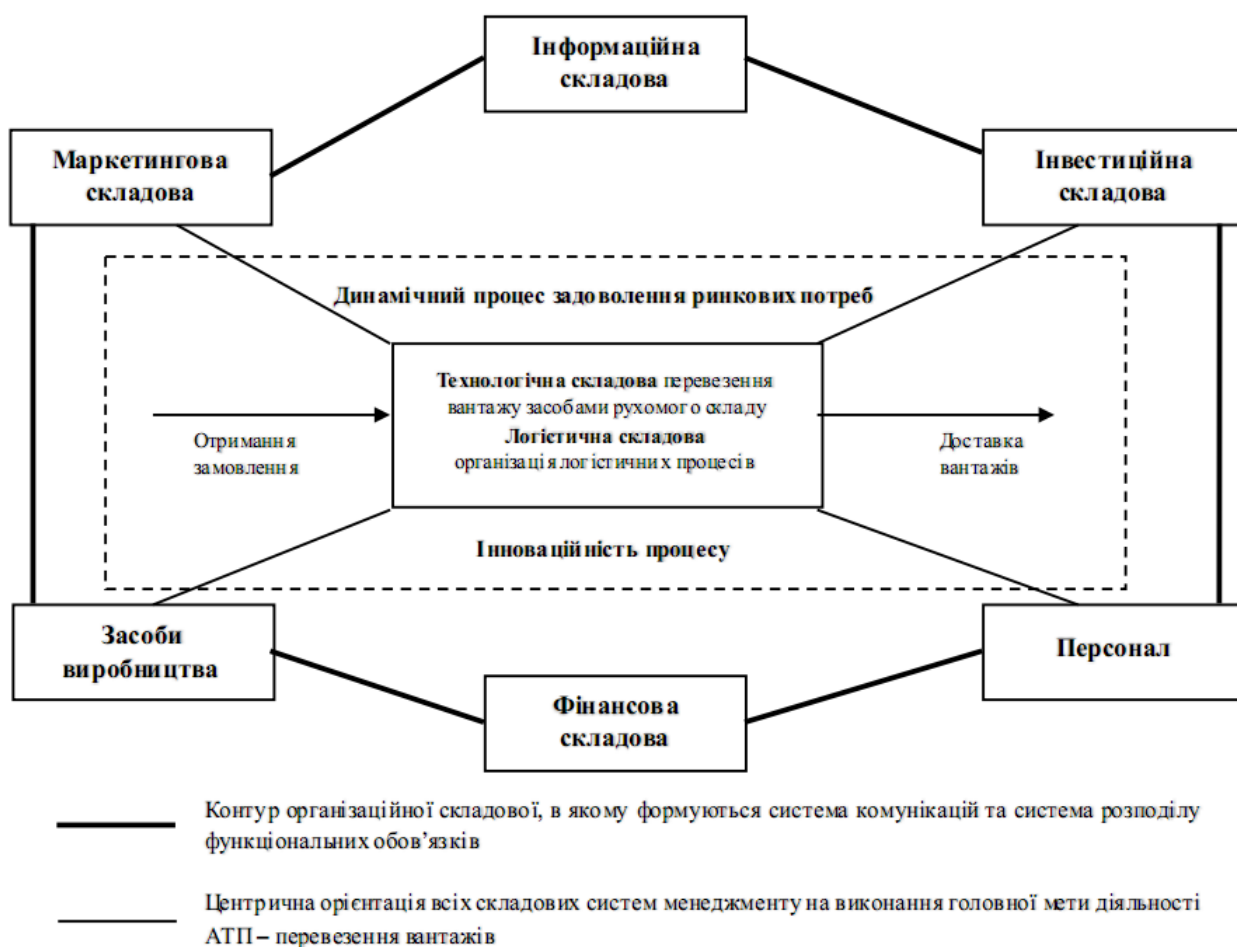 Інформаційна
складова
Маркетингова
складова
Інвестиційна
складова
Динамічний процес задоволення ринкових потреб
Технологічна складова перевезення
вантажу засобами рухомого складу
Логістична складова
організація логістичних процесів
Отримання
замовлення
Доставка
вантажів
Інноваційність процесу
Засоби
виробництва
Персонал
Фінансова
складова
Контур організаційної складової, в якому формуються система комунікацій та система розподілу
функціональних обов’язків
Центрична орієнтація всіх складових систем менеджменту на виконання головної мети діяльності
АТП – перевезення вантажів